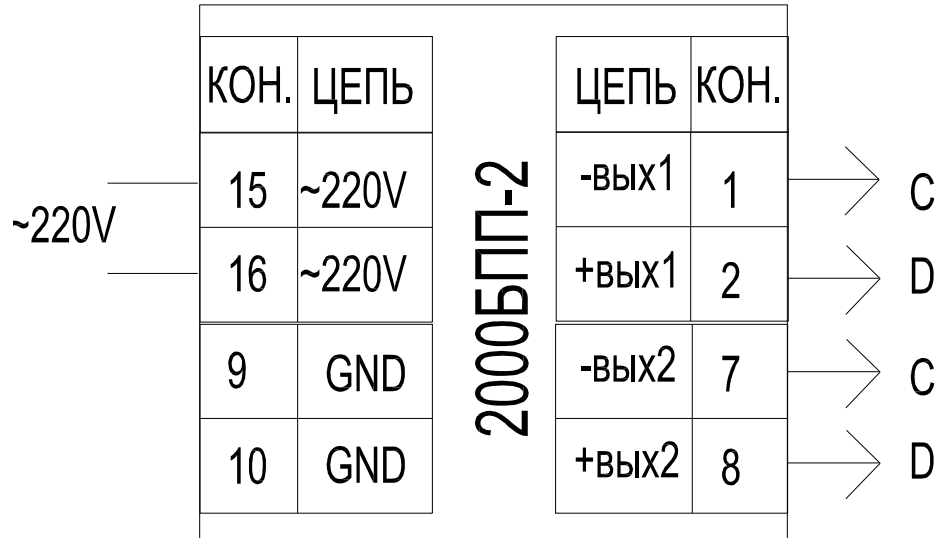 КОН. ЦЕПЬ ЦЕПЬ КОН.
15 ~220V -вых1 1 C
~220V
16 ~220V +вых1 2 D
2000БПП-2
9 GND -вых2 7 C
10 GND +вых2 8 D